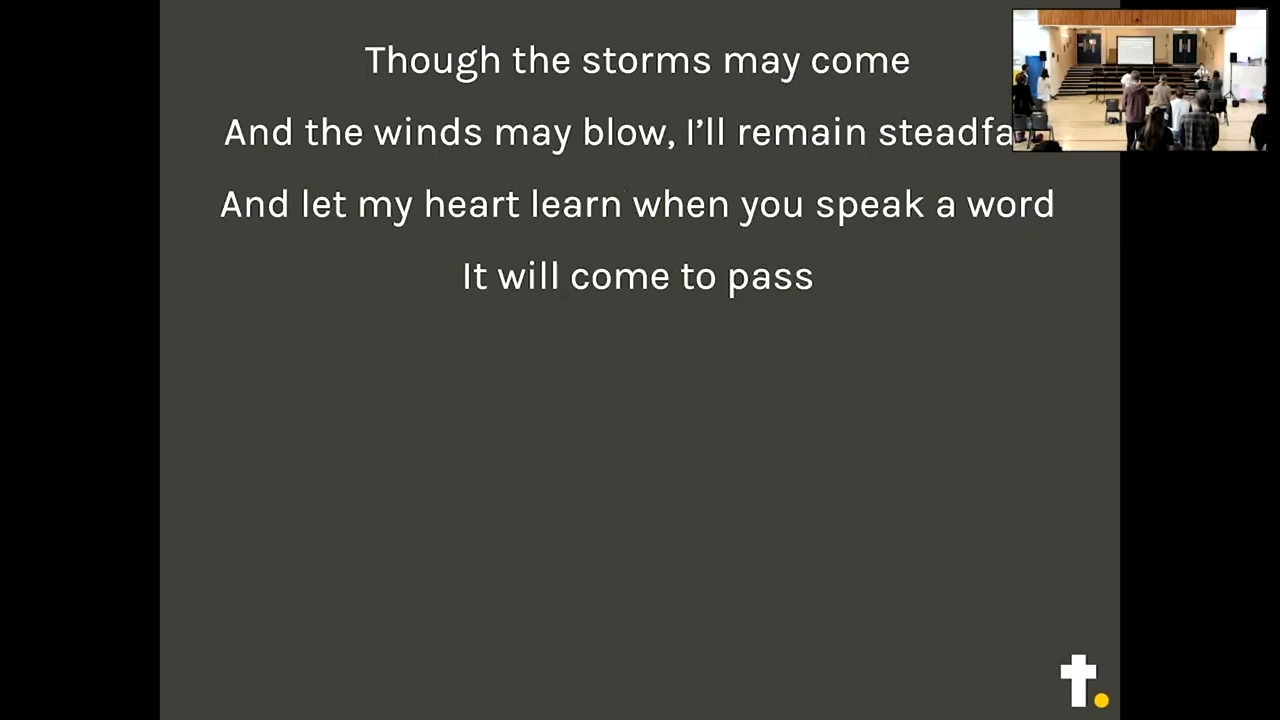 Though the storms may come
And the winds may blow, I’ll remain
And let my heart learn when you speak a word
It will come to pass